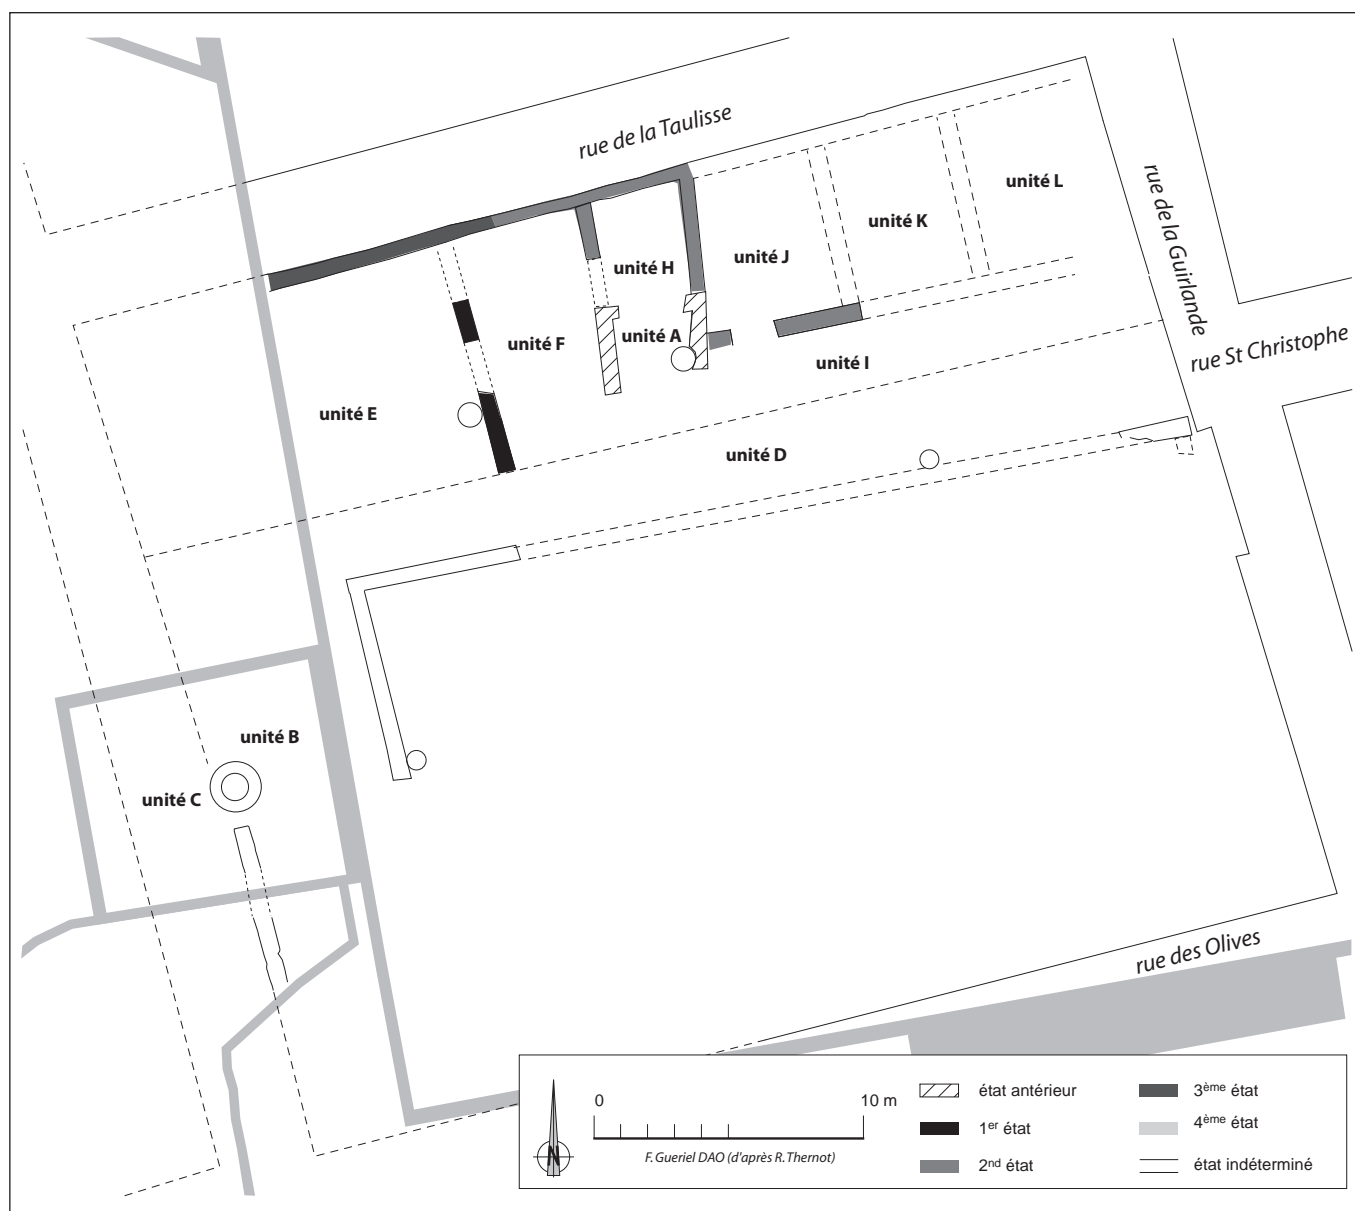 rue de la Taulisse
unité L
rue de la Guirlande
unité K
unité J
unité H
unité A
unité F
unité I
rue St Christophe
unité E
unité D
unité B
unité C
rue des Olives
0
10 m
F. Gueriel DAO (d'après R.Thernot)
N
état antérieur
1er état
2nd état
3ème état
4ème état
état indéterminé